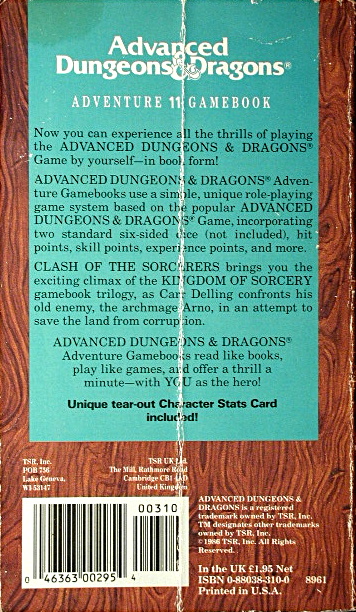 Advanced
Dungeons & Dragons®
ADVENTURE 11 GAMEBOOK
Now you can experience all the thrills of playing
the ADVANCED DUNGEONS & DRAGONS®
Game by yourself—in book form!
ADVANCED DUNGEONS & DRAGONS® Adven-
ture Gamebooks use a simple, unique role-playing
game system based on the popular ADVANCED
DUNGEONS & DRAGONS® Game, incorporating
two standard six-sided dice (not included), hit
points, skill points, experience points, and more.
CLASH OF THE SORCERERS brings you the
exciting climax of the KINGDOM OF SORCERY
gamebook trilogy, as Carr Delling confronts his
old enemy, the archmage Arno, in an attempt to
save the land from corruption.
ADVANCED DUNGEONS & DRAGONS®
Adventure Gamebooks read like books,
play like games, and offer a thrill a
minute—with YOU as the hero!
Unique tear-out Character Stats Card
included!
TSR, Inc.
POB 756
Lake Geneva,
WI 53147
TSR UK Ltd.
The Mill, Rathmore Road
Cambridge CB1 4AD
United Kingdom
00310
0 46363 00295 4
ADVANCED DUNGEONS &
DRAGONS is a registered
trademark owned by TSR, Inc.
TM designates other trademarks
owned by TSR, Inc.
©1986 TSR, Inc. All Rights
Reserved.
In the UK £1.95 Net
ISBN 0-88038-310-0 8961
Printed in U.S.A.